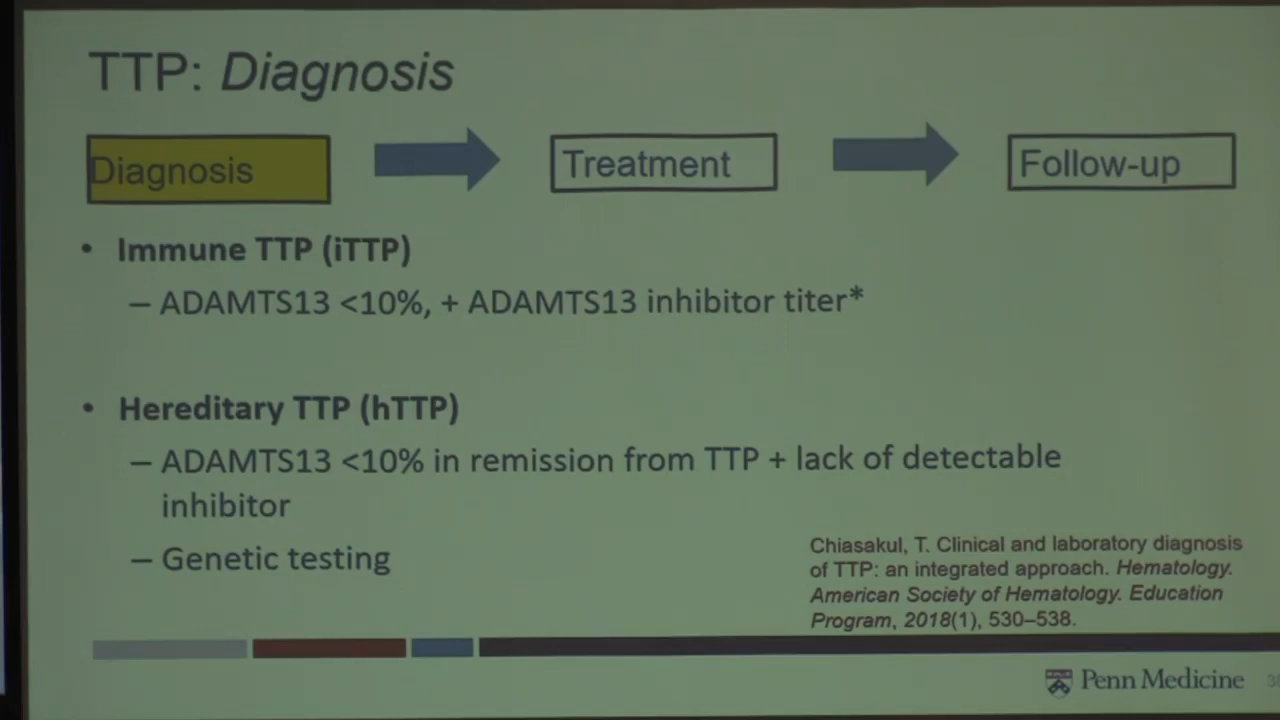 TTP: Diagnosis
Diagnosis
Treatment
Follow-up
• Immune TTP (iTTP)
– ADAMTS13 <10%, + ADAMTS13 inhibitor titer*
• Hereditary TTP (hTTP)
– ADAMTS13 <10% in remission from TTP + lack of detectable
inhibitor
– Genetic testing
Chiasakul, T. Clinical and laboratory diagnosis
of TTP: an integrated approach. Hematology.
American Society of Hematology. Education
Program, 2018(1), 530–538.
Penn Medicine